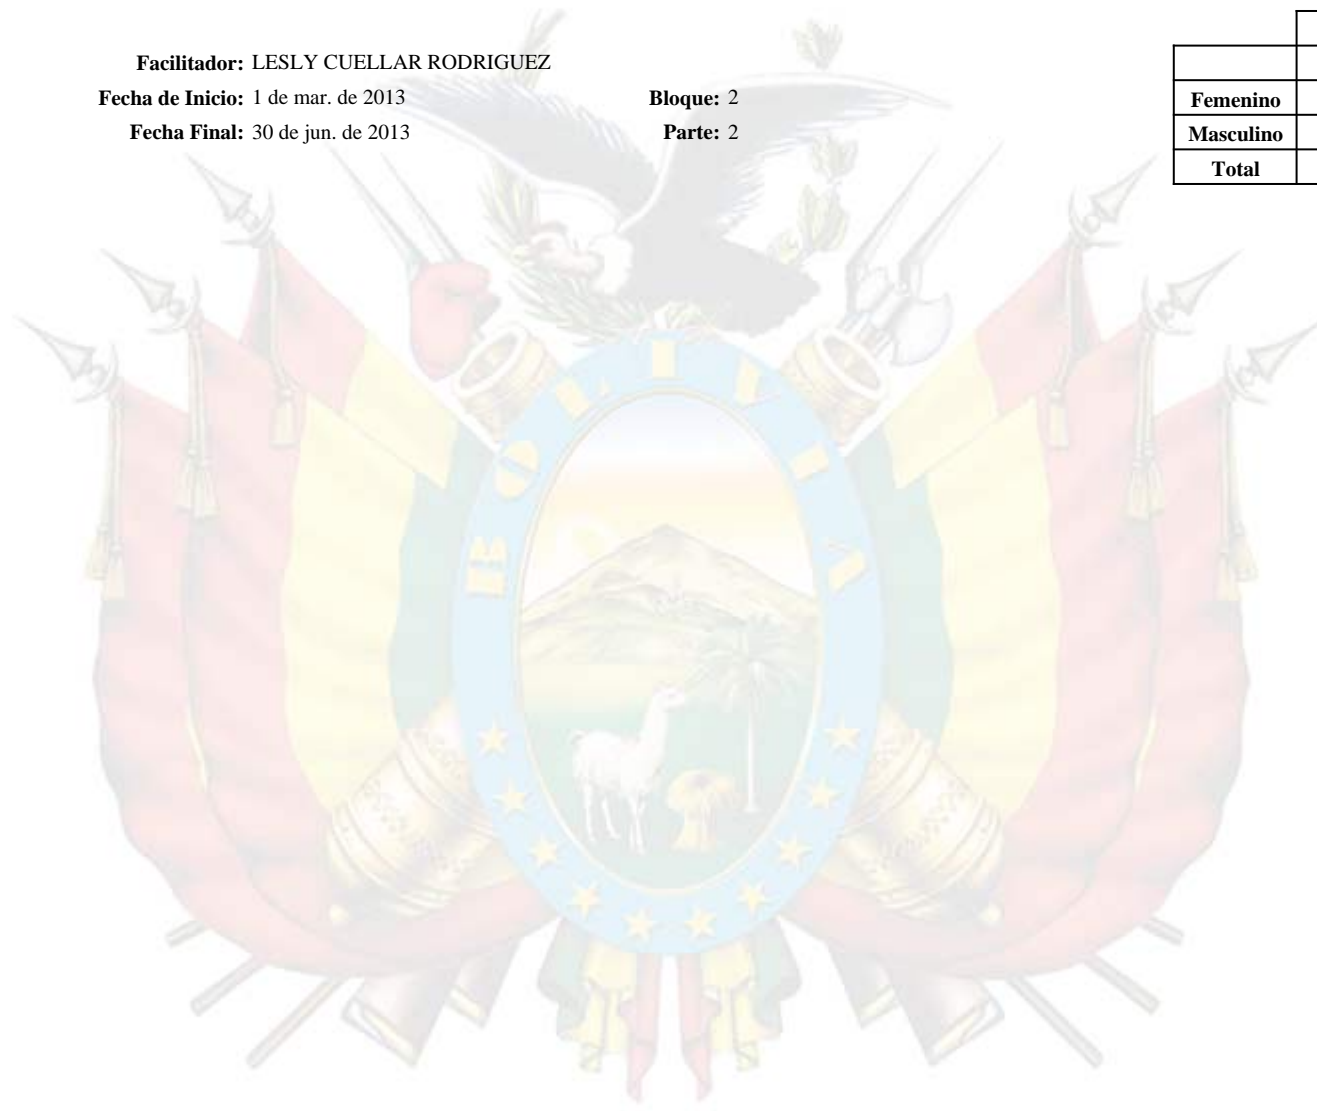 Facilitador: LESLY CUELLAR RODRIGUEZ
Fecha de Inicio: 1 de mar. de 2013 Bloque: 2
Fecha Final: 30 de jun. de 2013 Parte: 2
Femenino
Masculino
Total
BOLIVIA